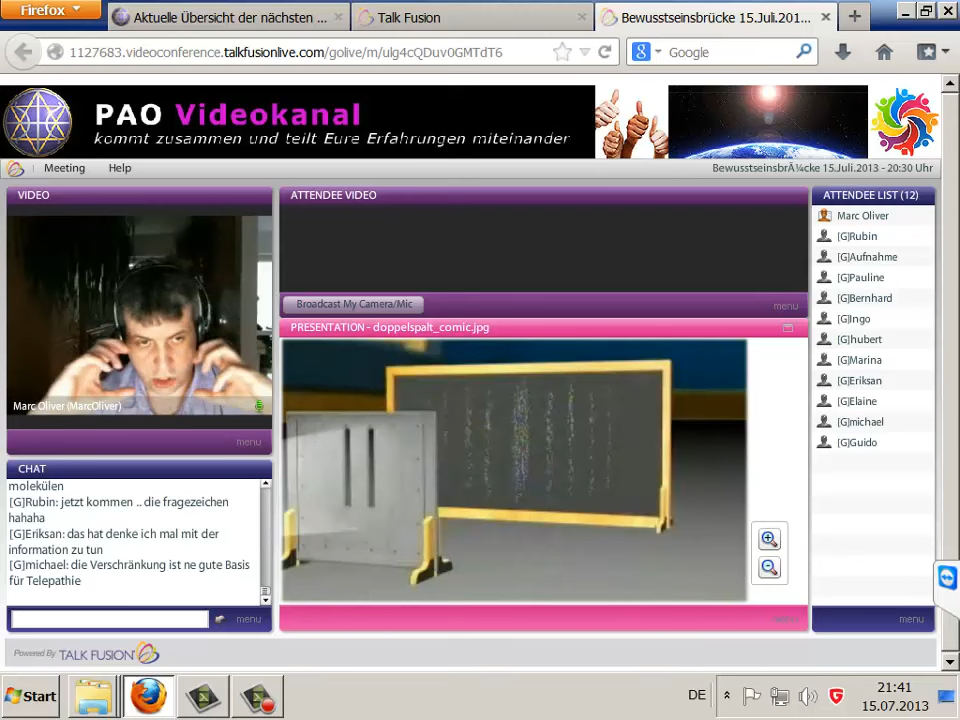 Firefox
Aktuelle Übersicht der nächsten ...
Talk Fusion
Bewusstseinsbrücke 15.Juli.201...
1127683.videoconference.talkfusionlive.com/golive/m/ulg4cQDuv0GMTdT6
Google
PAO Videokanal
kommt zusammen und teilt Eure Erfahrungen miteinander
Meeting
Help
BewusstseinsbrÃ¼cke 15.Juli.2013 - 20:30 Uhr
VIDEO
Marc Oliver (MarcOliver)
menu
CHAT
molekülen
[G]Rubin: jetzt kommen .. die fragezeichen
hahaha
[G]Eriksan: das hat denke ich mal mit der
information zu tun
[G]michael: die Verschränkung ist ne gute Basis
für Telepathie
menu
ATTENDEE VIDEO
Broadcast My Camera/Mic
menu
PRESENTATION - doppelspalt_comic.jpg
menu
ATTENDEE LIST (12)
Marc Oliver
[G]Rubin
[G]Aufnahme
[G]Pauline
[G]Bernhard
[G]Ingo
[G]hubert
[G]Marina
[G]Eriksan
[G]Elaine
[G]michael
[G]Guido
menu
Powered By TALK FUSION
Start
DE
21:41
15.07.2013